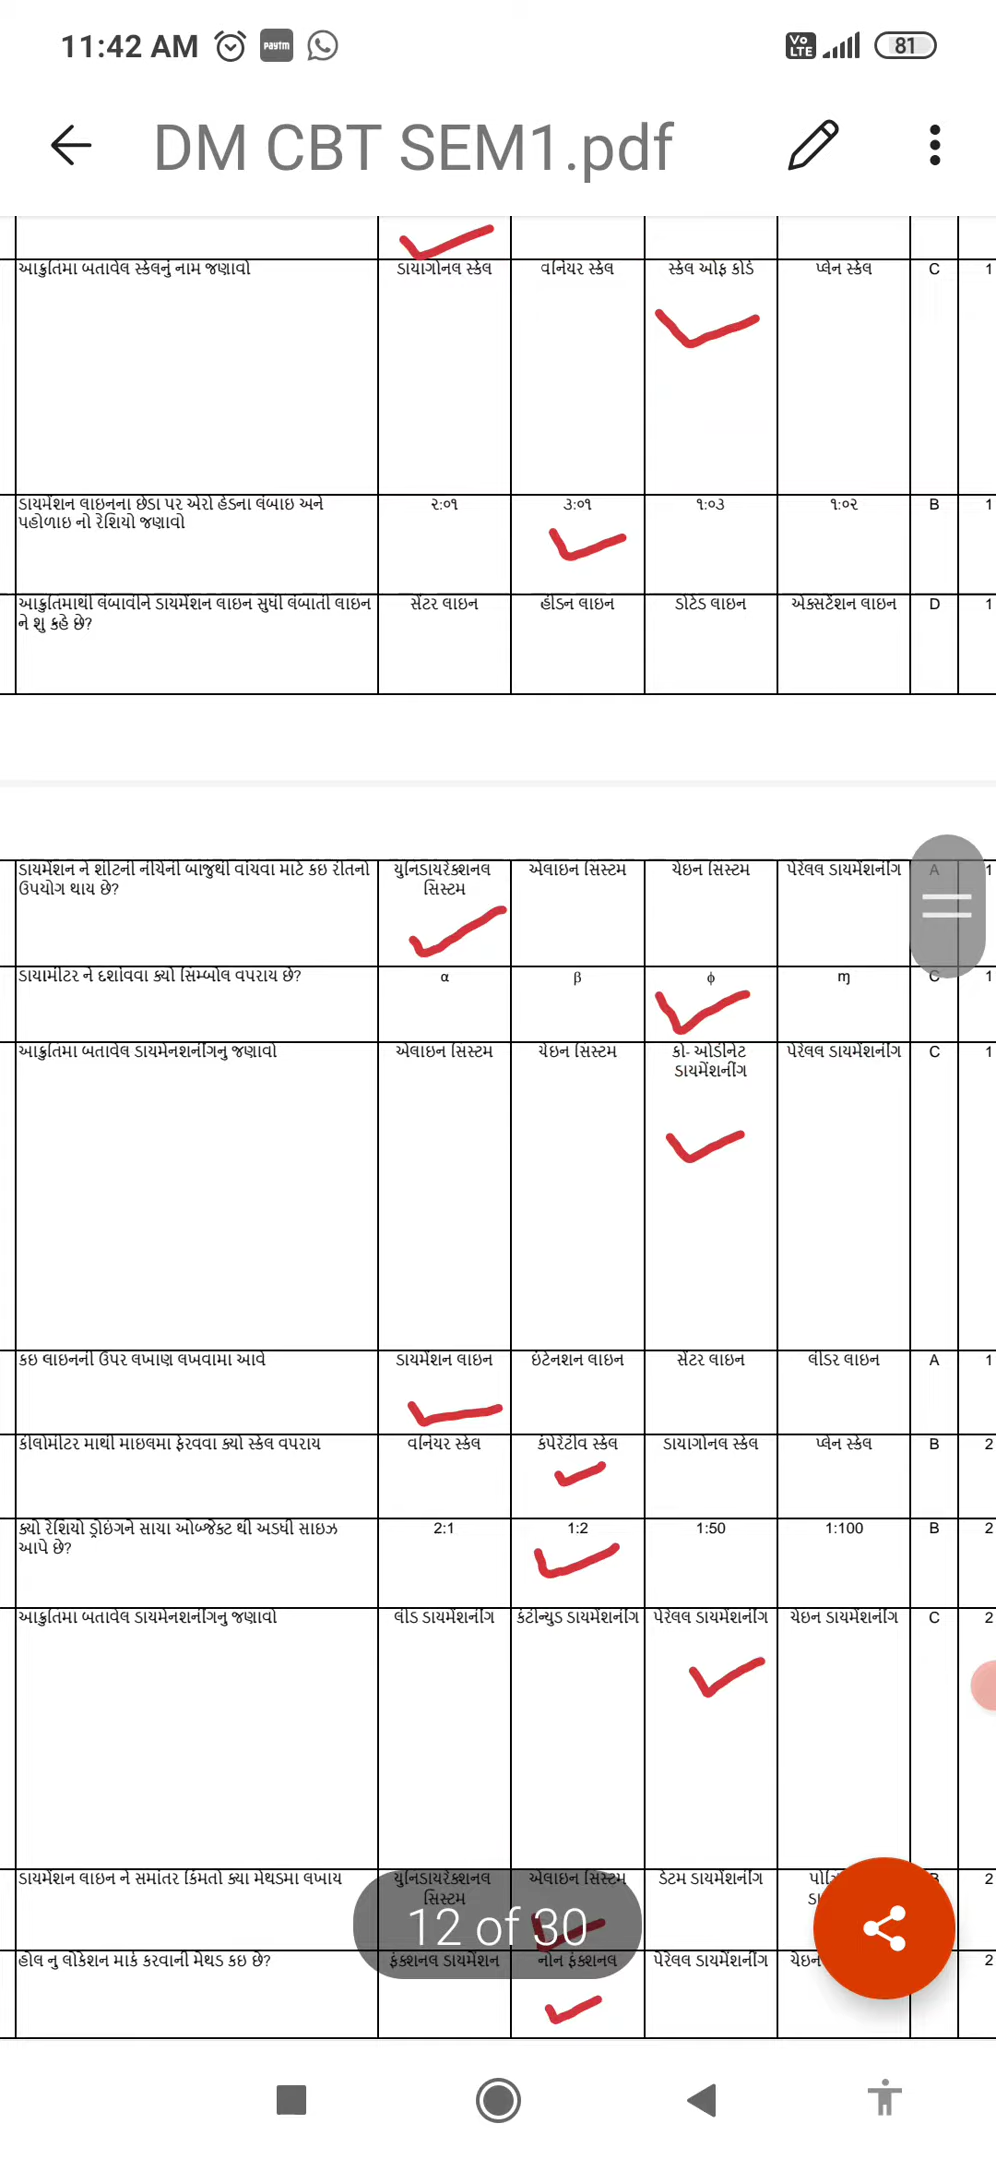 11:42 AM paytm Vo LTE 81
DM CBT SEM1.pdf
આકૃતિમા બતાવેલ સ્કેલનું નામ જણાવો ડાયાગોનલ સ્કેલ વર્નિયર સ્કેલ સ્કેલ ઓફ કોર્ડ પ્લેન સ્કેલ C 1
ડાયમેંશન લાઇનના છેડા પર એરો હેડના લંબાઇ અને ૨:૦૧ ૩:૦૧ ૧:૦૩ ૧:૦૨ B 1
પહોળાઇ નો રેશિયો જણાવો
આકૃતિમાથી લંબાવીને ડાયમેંશન લાઇન સુધી લંબાતી લાઇન સેંટર લાઇન હીડન લાઇન ડોટેડ લાઇન એક્સટેંશન લાઇન D 1
ને શુ કહે છે?
ડાયમેંશન ને શીટની નીચેની બાજુથી વાંચવા માટે કઇ રીતનો યુનિડાયરેક્શનલ એલાઇન સિસ્ટમ ચેઇન સિસ્ટમ પેરેલલ ડાયમેંશનીંગ A 1
ઉપયોગ થાય છે? સિસ્ટમ
ડાયામીટર ને દર્શાવવા ક્યો સિમ્બોલ વપરાય છે? α β ϕ ɱ C 1
આકૃતિમા બતાવેલ ડાયમેનશનીંગનુ જણાવો એલાઇન સિસ્ટમ ચેઇન સિસ્ટમ કો- ઓર્ડીનેટ પેરેલલ ડાયમેંશનીંગ C 1
ડાયમેંશનીંગ
કઇ લાઇનની ઉપર લખાણ લખવામા આવે ડાયમેંશન લાઇન ઇંટેનશન લાઇન સેંટર લાઇન લીડર લાઇન A 1
કીલોમીટર માથી માઇલમા ફેરવવા ક્યો સ્કેલ વપરાય વર્નિયર સ્કેલ કંપેરેટીવ સ્કેલ ડાયાગોનલ સ્કેલ પ્લેન સ્કેલ B 2
ક્યો રેશિયો ડ્રોઇંગને સાચા ઓબ્જેક્ટ થી અડધી સાઇઝ 2:1 1:2 1:50 1:100 B 2
આપે છે?
આકૃતિમા બતાવેલ ડાયમેનશનીંગનુ જણાવો લીડ ડાયમેંશનીંગ કંટીન્યુડ ડાયમેંશનીંગ પેરેલલ ડાયમેંશનીંગ ચેઇન ડાયમેંશનીંગ C 2
ડાયમેંશન લાઇન ને સમાંતર કિંમતો ક્યા મેથડમા લખાય યુનિડાયરેક્શનલ એલાઇન સિસ્ટમ ડેટમ ડાયમેંશનીંગ 2
સિસ્ટમ
12 of 30
હોલ નુ લોકેશન માર્ક કરવાની મેથડ કઇ છે? ફંક્શનલ ડાયમેંશન નોન ફંક્શનલ પેરેલલ ડાયમેંશનીંગ ચેઇન 2